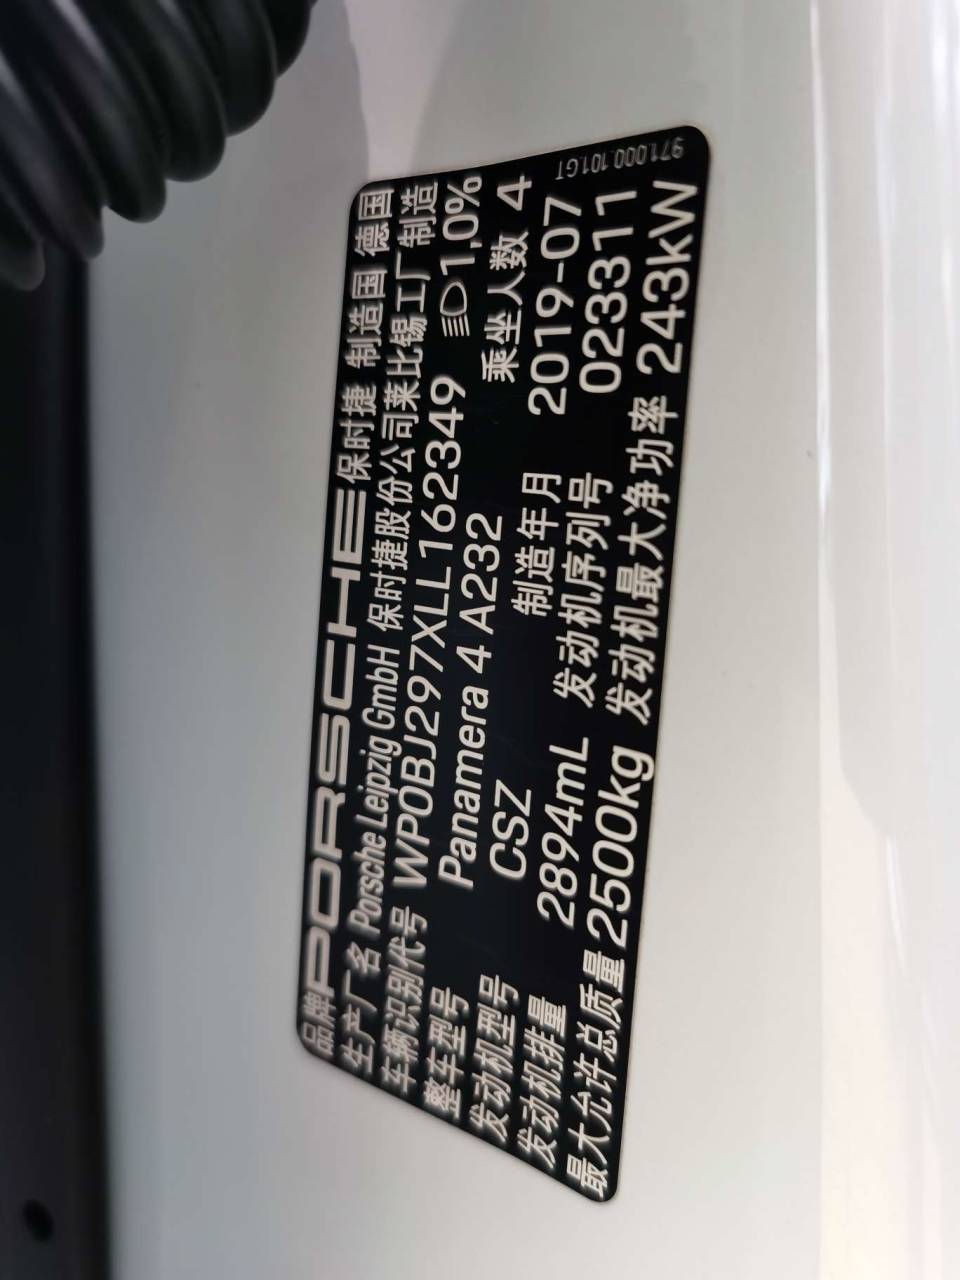 品牌 PORSCHE 保时捷 制造国 德国
生产厂名 Porsche Leipzig GmbH 保时捷股份公司莱比锡工厂 制造
车辆识别代号 WP0BJ297XLL162349 1,0%
整车型号 Panamera 4 A232 乘坐人数 4
发动机型号 CSZ 制造年月 2019-07
发动机排量 2894mL 发动机序列号 023311
最大允许总质量 2500kg 发动机最大净功率 243kW
971.000.101.GT